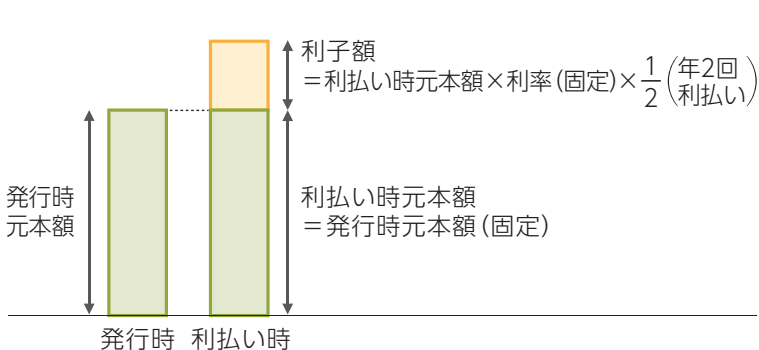 利子額
＝利払い時元本額×利率(固定)×1/2(年2回利払い)
発行時
元本額
利払い時元本額
＝発行時元本額(固定)
発行時
利払い時